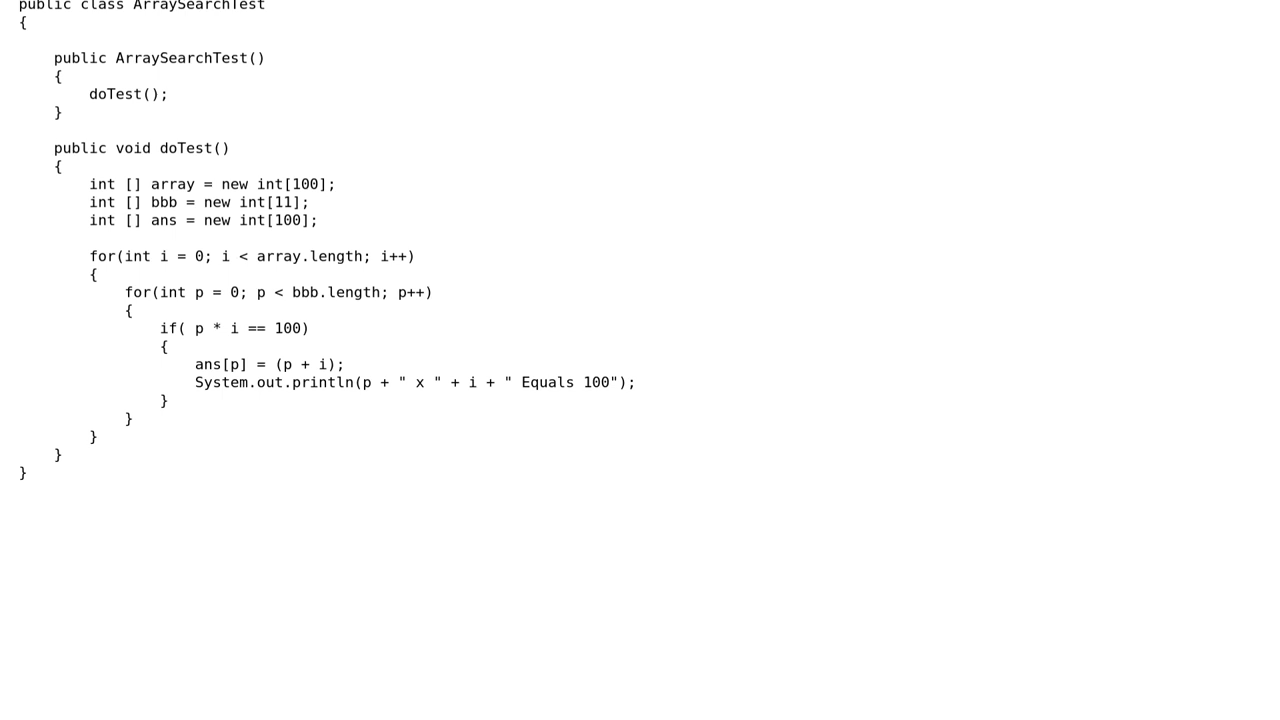 public class ArraySearchTest
{
public ArraySearchTest()
{
doTest();
}
public void doTest()
{
int [] array = new int[100];
int [] bbb = new int[11];
int [] ans = new int[100];
for(int i = 0; i < array.length; i++)
{
for(int p = 0; p < bbb.length; p++)
{
if( p * i == 100)
{
ans[p] = (p + i);
System.out.println(p + " x " + i + " Equals 100");
}
}
}
}
}